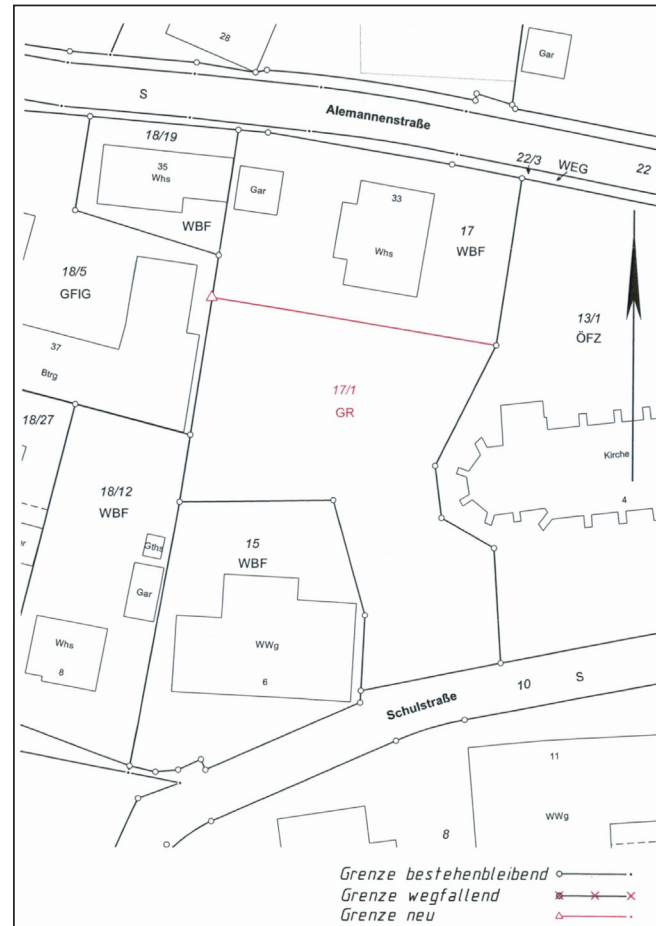 28
Gar
S
Alemannenstraße
18/19
22/3
WEG
22
35
Whs
Gar
33
17
WBF
Whs
WBF
18/5
GFIG
13/1
ÖFZ
37
Btrg
17/1
GR
18/27
Kirche
18/12
WBF
4
15
WBF
Gths
Gar
Whs
8
WWg
6
Schulstraße
10
S
11
WWg
8
Grenze bestehenbleibend
Grenze wegfallend
Grenze neu